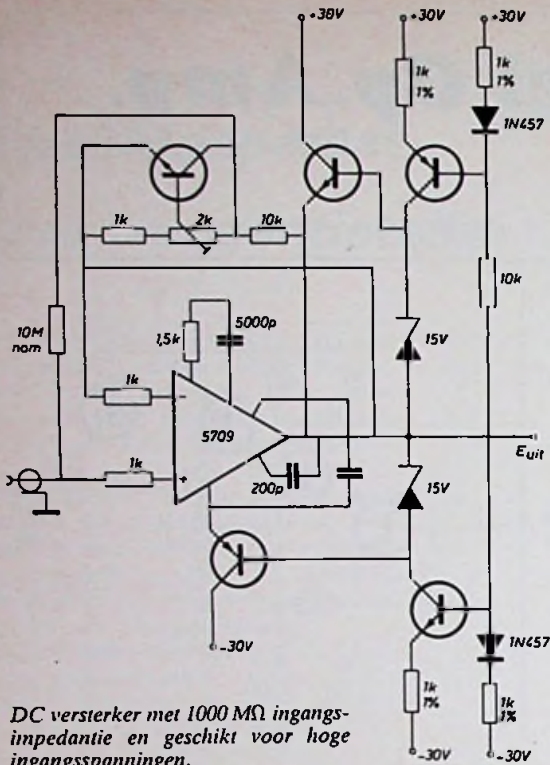 +30V
+30V
+30V
1k
1%
1k
1%
1N457
1k
2k
10k
10k
10M
nom
1,5k
5000p
15V
1k
-
5709
1k
+
200p
Euit
15V
1N457
-30V
1k
1%
1k
1%
-30V
-30V
DC versterker met 1000 MΩ ingangs-
impedantie en geschikt voor hoge
ingangsspanningen.